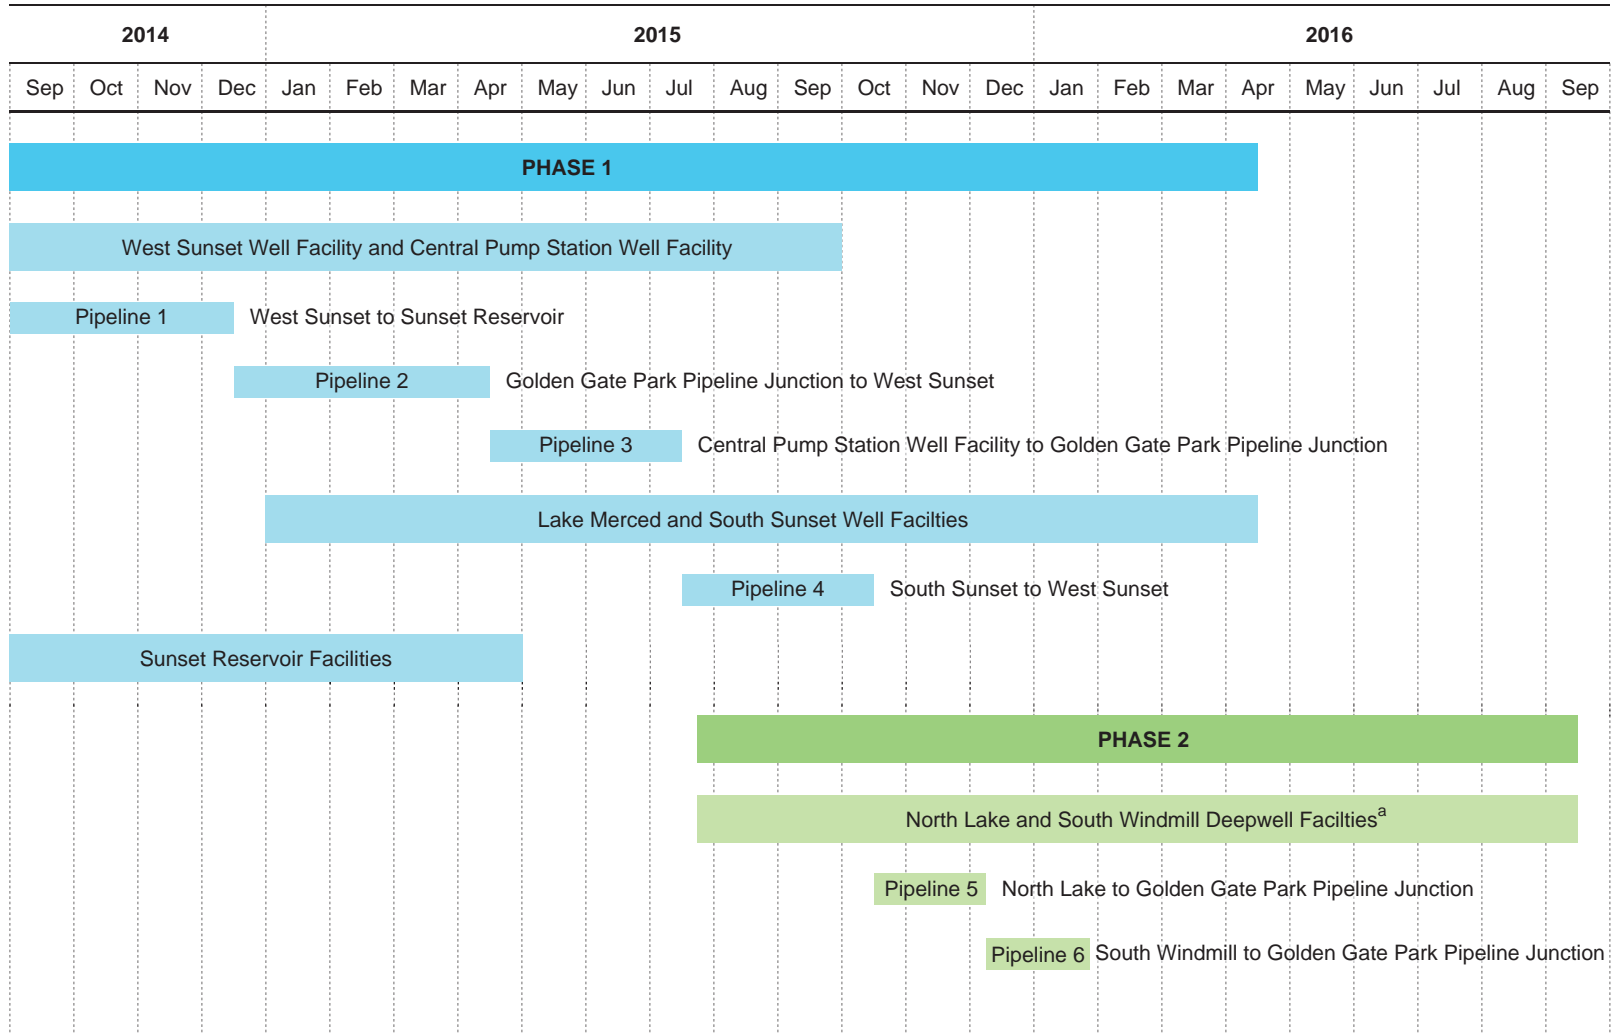 2014 2015 2016
Sep Oct Nov Dec Jan Feb Mar Apr May Jun Jul Aug Sep Oct Nov Dec Jan Feb Mar Apr May Jun Jul Aug Sep
PHASE 1
West Sunset Well Facility and Central Pump Station Well Facility
Pipeline 1 West Sunset to Sunset Reservoir
Pipeline 2 Golden Gate Park Pipeline Junction to West Sunset
Pipeline 3 Central Pump Station Well Facility to Golden Gate Park Pipeline Junction
Lake Merced and South Sunset Well Facilties
Pipeline 4 South Sunset to West Sunset
Sunset Reservoir Facilities
PHASE 2
North Lake and South Windmill Deepwell Facilties^a
Pipeline 5 North Lake to Golden Gate Park Pipeline Junction
Pipeline 6 South Windmill to Golden Gate Park Pipeline Junction